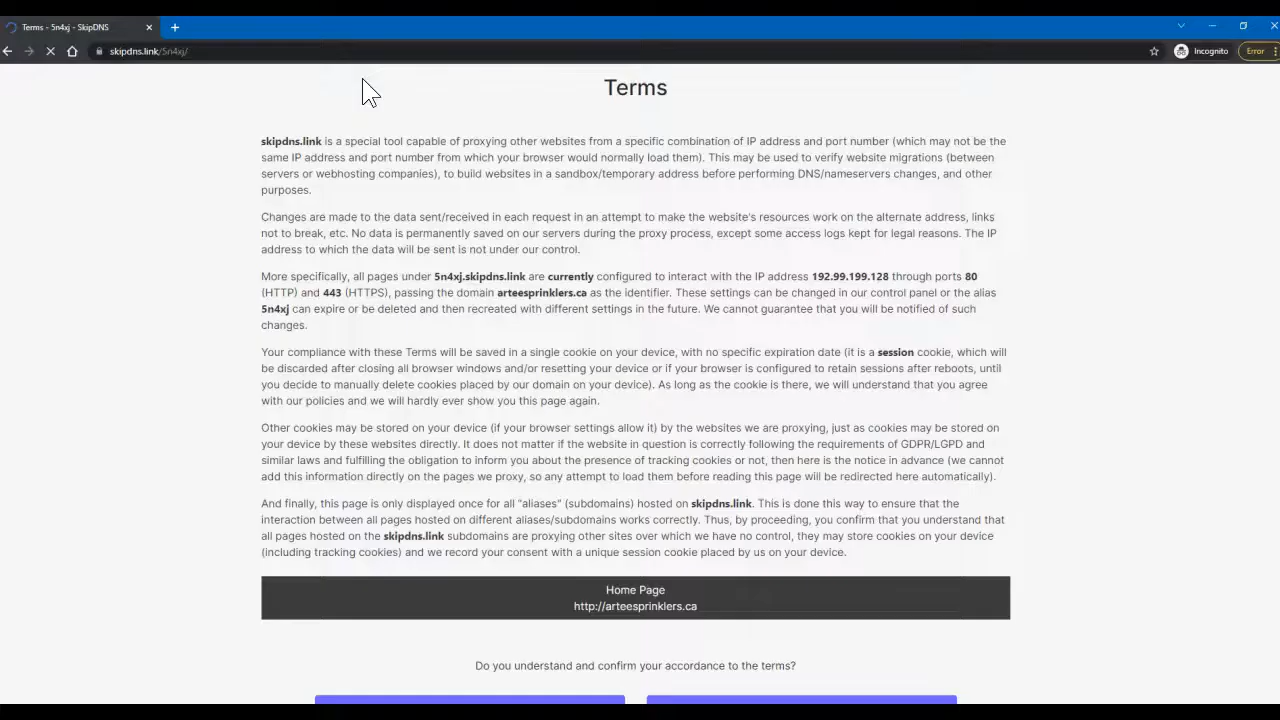 Terms - 5n4xj - SkipDNS
skipdns.link/5n4xj/
Incognito
Error
Terms
skipdns.link is a special tool capable of proxying other websites from a specific combination of IP address and port number (which may not be the
same IP address and port number from which your browser would normally load them). This may be used to verify website migrations (between
servers or webhosting companies), to build websites in a sandbox/temporary address before performing DNS/nameservers changes, and other
purposes.
Changes are made to the data sent/received in each request in an attempt to make the website's resources work on the alternate address, links
not to break, etc. No data is permanently saved on our servers during the proxy process, except some access logs kept for legal reasons. The IP
address to which the data will be sent is not under our control.
More specifically, all pages under 5n4xj.skipdns.link are currently configured to interact with the IP address 192.99.199.128 through ports 80
(HTTP) and 443 (HTTPS), passing the domain arteesprinklers.ca as the identifier. These settings can be changed in our control panel or the alias
5n4xj can expire or be deleted and then recreated with different settings in the future. We cannot guarantee that you will be notified of such
changes.
Your compliance with these Terms will be saved in a single cookie on your device, with no specific expiration date (it is a session cookie, which will
be discarded after closing all browser windows and/or resetting your device or if your browser is configured to retain sessions after reboots, until
you decide to manually delete cookies placed by our domain on your device). As long as the cookie is there, we will understand that you agree
with our policies and we will hardly ever show you this page again.
Other cookies may be stored on your device (if your browser settings allow it) by the websites we are proxying, just as cookies may be stored on
your device by these websites directly. It does not matter if the website in question is correctly following the requirements of GDPR/LGPD and
similar laws and fulfilling the obligation to inform you about the presence of tracking cookies or not, then here is the notice in advance (we cannot
add this information directly on the pages we proxy, so any attempt to load them before reading this page will be redirected here automatically).
And finally, this page is only displayed once for all "aliases" (subdomains) hosted on skipdns.link. This is done this way to ensure that the
interaction between all pages hosted on different aliases/subdomains works correctly. Thus, by proceeding, you confirm that you understand that
all pages hosted on the skipdns.link subdomains are proxying other sites over which we have no control, they may store cookies on your device
(including tracking cookies) and we record your consent with a unique session cookie placed by us on your device.
Home Page
http://arteesprinklers.ca
Do you understand and confirm your accordance to the terms?